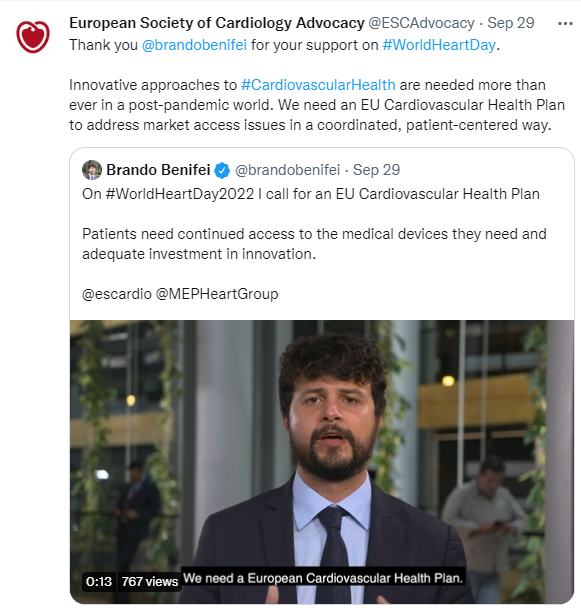 European Society of Cardiology Advocacy @ESCAdvocacy · Sep 29 ···
Thank you @brandobenifei for your support on #WorldHeartDay.
Innovative approaches to #CardiovascularHealth are needed more than
ever in a post-pandemic world. We need an EU Cardiovascular Health Plan
to address market access issues in a coordinated, patient-centered way.
Brando Benifei @brandobenifei · Sep 29
On #WorldHeartDay2022 I call for an EU Cardiovascular Health Plan
Patients need continued access to the medical devices they need and
adequate investment in innovation.
@escardio @MEPHeartGroup
0:13 767 views We need a European Cardiovascular Health Plan.